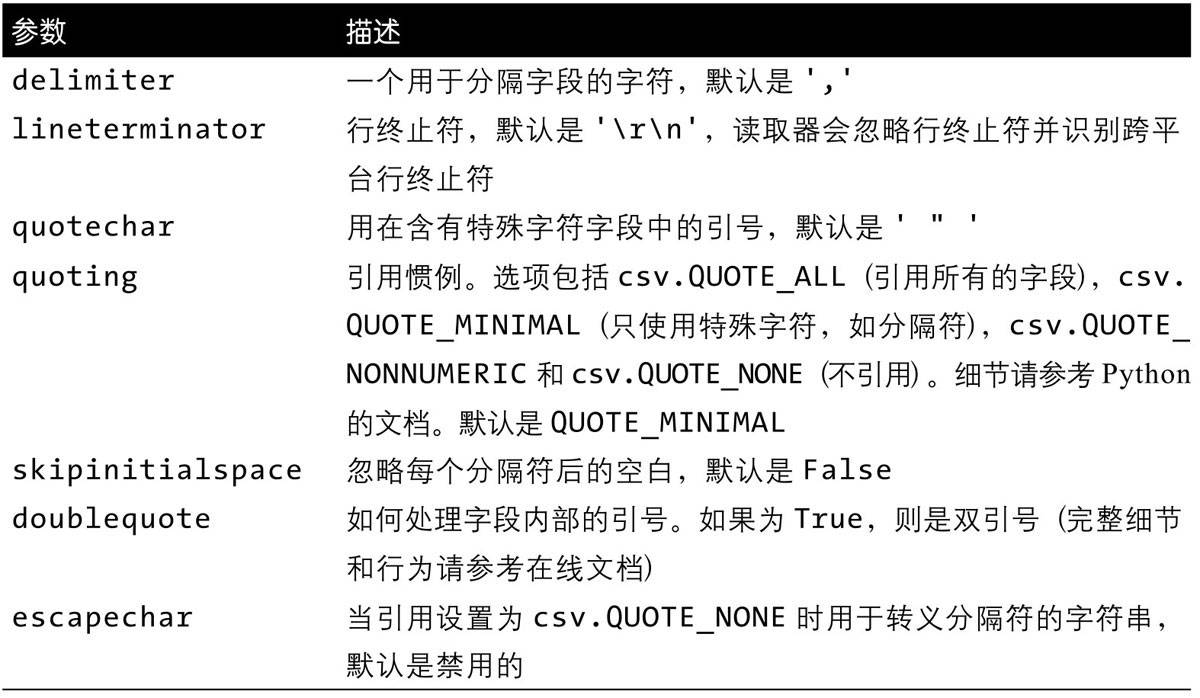 参数 描述
delimiter 一个用于分隔字段的字符，默认是 ','
lineterminator 行终止符，默认是 '\r\n'，读取器会忽略行终止符并识别跨平
台行终止符
quotechar 用在含有特殊字符字段中的引号，默认是 ' " '
quoting 引用惯例。选项包括 csv.QUOTE_ALL（引用所有的字段），csv.
QUOTE_MINIMAL（只使用特殊字符，如分隔符），csv.QUOTE_
NONNUMERIC 和 csv.QUOTE_NONE（不引用）。细节请参考 Python
的文档。默认是 QUOTE_MINIMAL
skipinitialspace 忽略每个分隔符后的空白，默认是 False
doublequote 如何处理字段内部的引号。如果为 True，则是双引号（完整细节
和行为请参考在线文档）
escapechar 当引用设置为 csv.QUOTE_NONE 时用于转义分隔符的字符串，
默认是禁用的